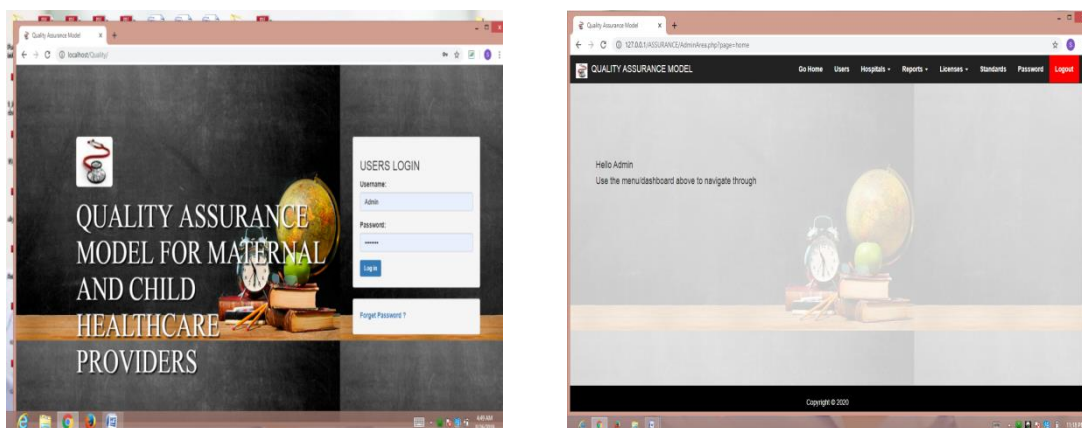 Quality Assurance Model
localhost/Quality/
QUALITY ASSURANCE
MODEL FOR MATERNAL
AND CHILD
HEALTHCARE
PROVIDERS
USERS LOGIN
Username:
Admin
Password:
Log in
Forget Password ?
Quality Assurance Model
127.0.0.1/ASSURANCE/AdminArea.php?page=home
QUALITY ASSURANCE MODEL Go Home Users Hospitals Reports Licenses Standards Password Logout
Hello Admin
Use the menu/dashboard above to navigate through
Copyright © 2020